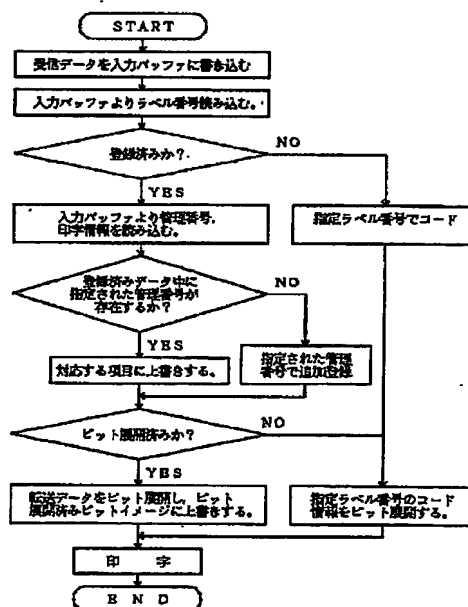 START
受信データを入力バッファに書き込む
入力バッファよりラベル番号読み込む。
登録済みか?
NO
YES
入力バッファより管理番号,
印字情報を読み込む。
指定ラベル番号でコード
登録済みデータ中に
指定された管理番号が
存在するか?
NO
YES
対応する項目に上書きする。
指定された管理
番号で追加登録
ビット展開済みか?
NO
YES
転送データをビット展開し, ビット
展開済みビットイメージに上書きする。
指定ラベル番号のコード
情報をビット展開する。
印 字
END